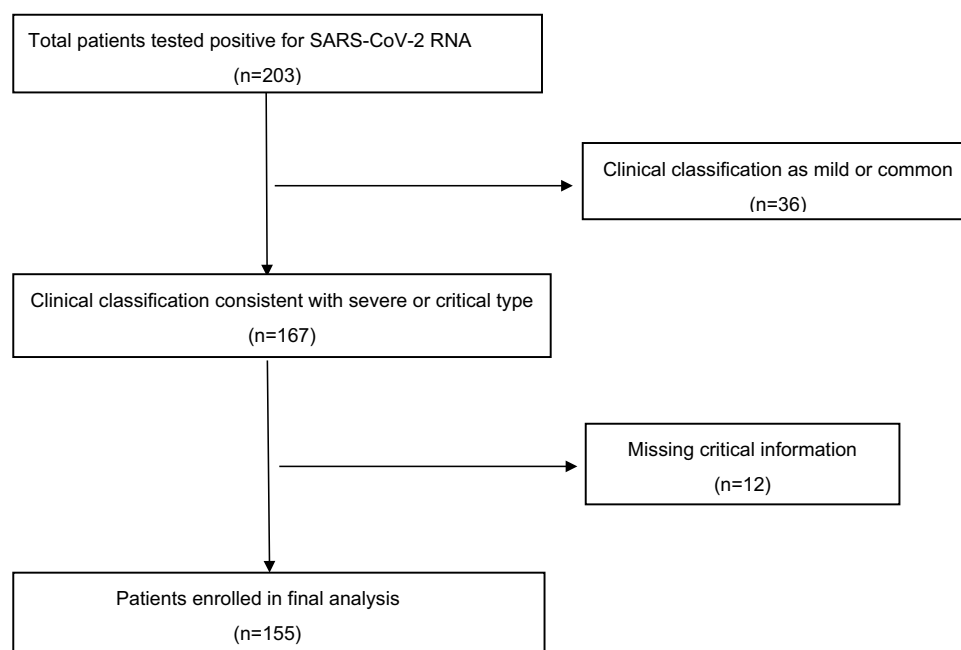 Total patients tested positive for SARS-CoV-2 RNA
(n=203)
Clinical classification as mild or common
(n=36)
Clinical classification consistent with severe or critical type
(n=167)
Missing critical information
(n=12)
Patients enrolled in final analysis
(n=155)